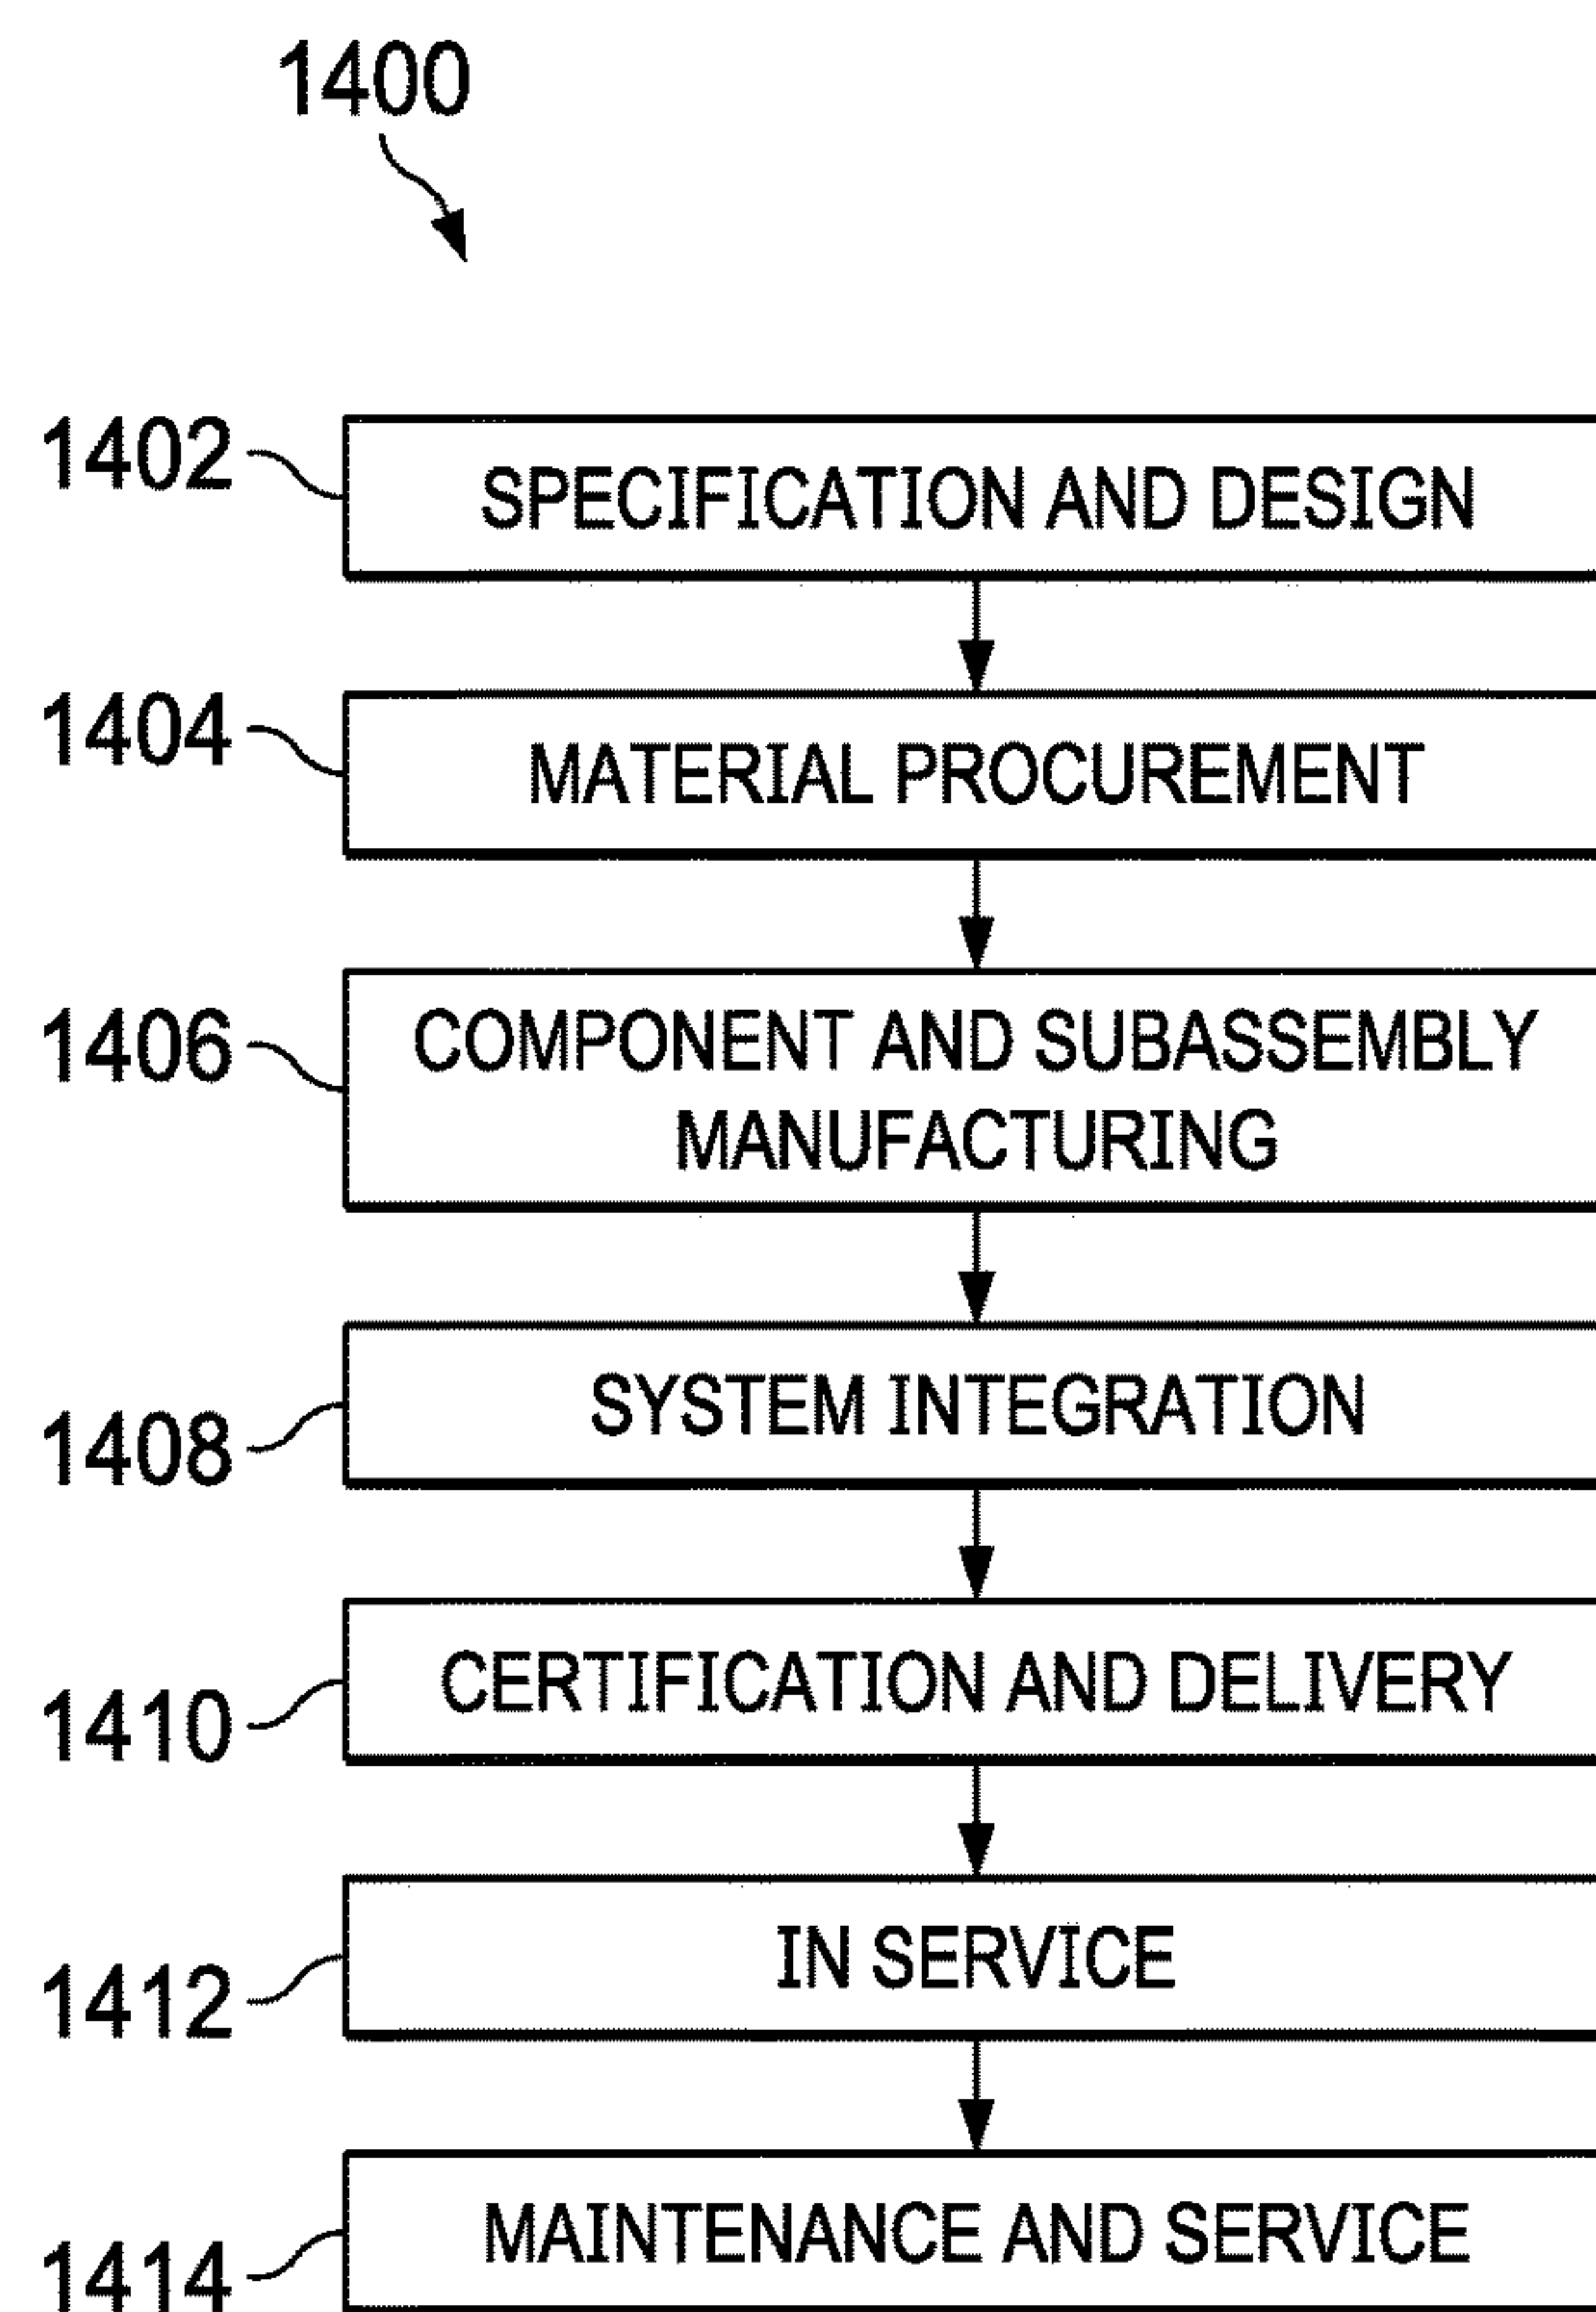 1400
1402
SPECIFICATION AND DESIGN
1404
MATERIAL PROCUREMENT
1406
COMPONENT AND SUBASSEMBLY
MANUFACTURING
1408
SYSTEM INTEGRATION
1410
CERTIFICATION AND DELIVERY
1412
IN SERVICE
1414
MAINTENANCE AND SERVICE